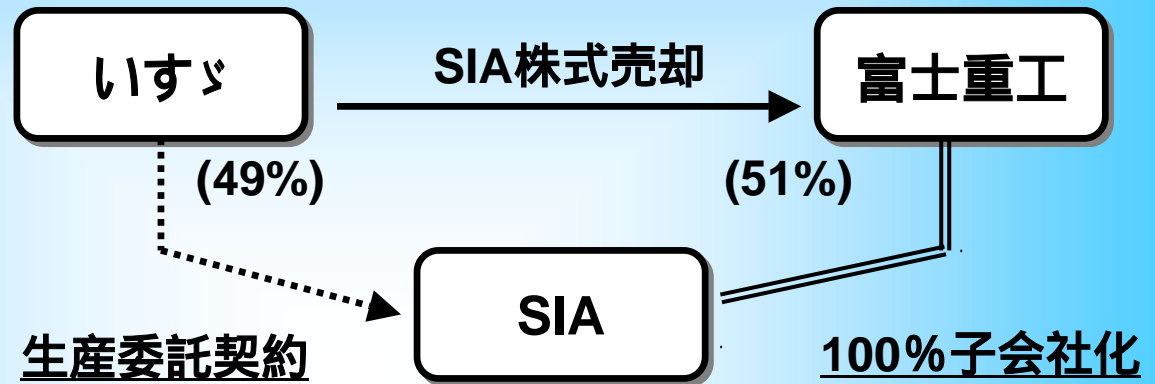 いすゞ
SIA株式売却
富士重工
(49%)
(51%)
SIA
生産委託契約
100%子会社化